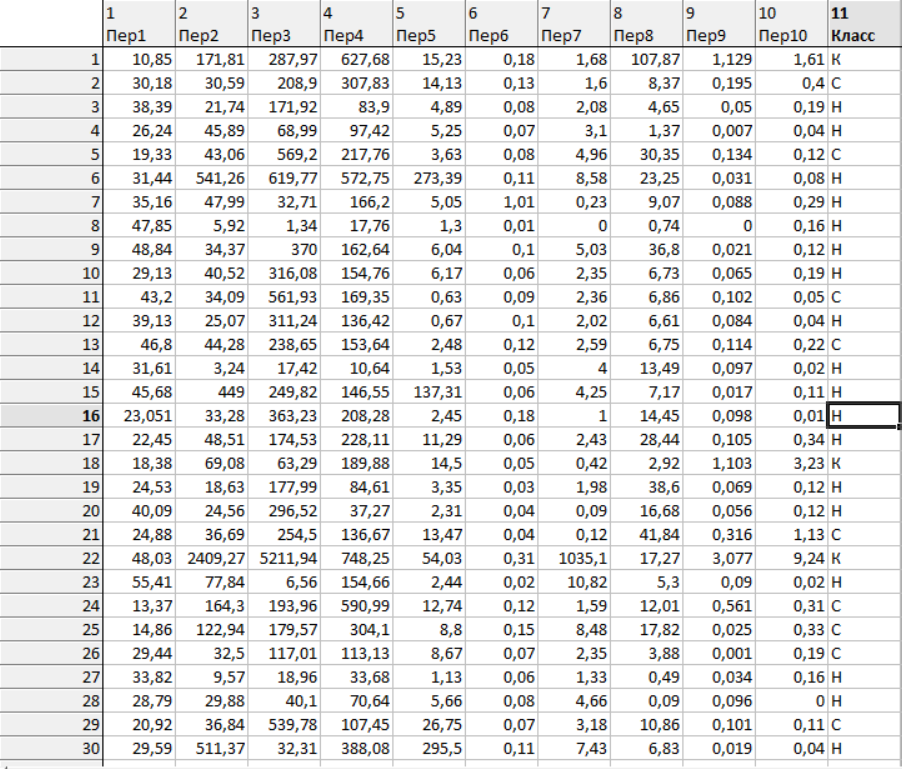 1 2 3 4 5 6 7 8 9 10 11
Пер1 Пер2 Пер3 Пер4 Пер5 Пер6 Пер7 Пер8 Пер9 Пер10 Класс
1 10,85 171,81 287,97 627,68 15,23 0,18 1,68 107,87 1,129 1,61 К
2 30,18 30,59 208,9 307,83 14,13 0,13 1,6 8,37 0,195 0,4 С
3 38,39 21,74 171,92 83,9 4,89 0,08 2,08 4,65 0,05 0,19 Н
4 26,24 45,89 68,99 97,42 5,25 0,07 3,1 1,37 0,007 0,04 Н
5 19,33 43,06 569,2 217,76 3,63 0,08 4,96 30,35 0,134 0,12 С
6 31,44 541,26 619,77 572,75 273,39 0,11 8,58 23,25 0,031 0,08 Н
7 35,16 47,99 32,71 166,2 5,05 1,01 0,23 9,07 0,088 0,29 Н
8 47,85 5,92 1,34 17,76 1,3 0,01 0 0,74 0 0,16 Н
9 48,84 34,37 370 162,64 6,04 0,1 5,03 36,8 0,021 0,12 Н
10 29,13 40,52 316,08 154,76 6,17 0,06 2,35 6,73 0,065 0,19 Н
11 43,2 34,09 561,93 169,35 0,63 0,09 2,36 6,86 0,102 0,05 С
12 39,13 25,07 311,24 136,42 0,67 0,1 2,02 6,61 0,084 0,04 Н
13 46,8 44,28 238,65 153,64 2,48 0,12 2,59 6,75 0,114 0,22 С
14 31,61 3,24 17,42 10,64 1,53 0,05 4 13,49 0,097 0,02 Н
15 45,68 449 249,82 146,55 137,31 0,06 4,25 7,17 0,017 0,11 Н
16 23,051 33,28 363,23 208,28 2,45 0,18 1 14,45 0,098 0,01 Н
17 22,45 48,51 174,53 228,11 11,29 0,06 2,43 28,44 0,105 0,34 Н
18 18,38 69,08 63,29 189,88 14,5 0,05 0,42 2,92 1,103 3,23 К
19 24,53 18,63 177,99 84,61 3,35 0,03 1,98 38,6 0,069 0,12 Н
20 40,09 24,56 296,52 37,27 2,31 0,04 0,09 16,68 0,056 0,12 Н
21 24,88 36,69 254,5 136,67 13,47 0,04 0,12 41,84 0,316 1,13 С
22 48,03 2409,27 5211,94 748,25 54,03 0,31 1035,1 17,27 3,077 9,24 К
23 55,41 77,84 6,56 154,66 2,44 0,02 10,82 5,3 0,09 0,02 Н
24 13,37 164,3 193,96 590,99 12,74 0,12 1,59 12,01 0,561 0,31 С
25 14,86 122,94 179,57 304,1 8,8 0,15 8,48 17,82 0,025 0,33 С
26 29,44 32,5 117,01 113,13 8,67 0,07 2,35 3,88 0,001 0,19 С
27 33,82 9,57 18,96 33,68 1,13 0,06 1,33 0,49 0,034 0,16 Н
28 28,79 29,88 40,1 70,64 5,66 0,08 4,66 0,09 0,096 0 Н
29 20,92 36,84 539,78 107,45 26,75 0,07 3,18 10,86 0,101 0,11 С
30 29,59 511,37 32,31 388,08 295,5 0,11 7,43 6,83 0,019 0,04 Н